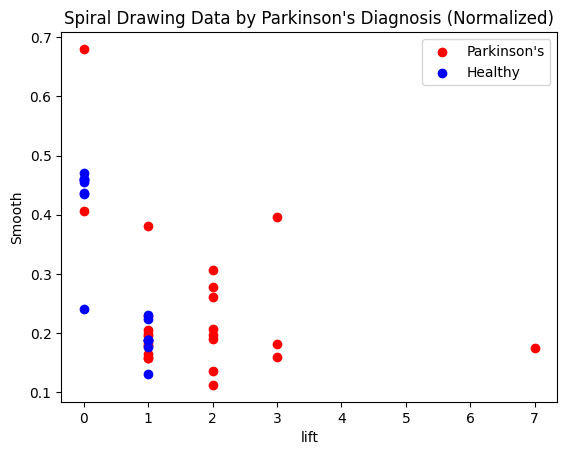 Spiral Drawing Data by Parkinson's Diagnosis (Normalized)
0.7
0.6
0.5
0.4
0.3
0.2
0.1
Smooth
Parkinson's
Healthy
0 1 2 3 4 5 6 7
lift